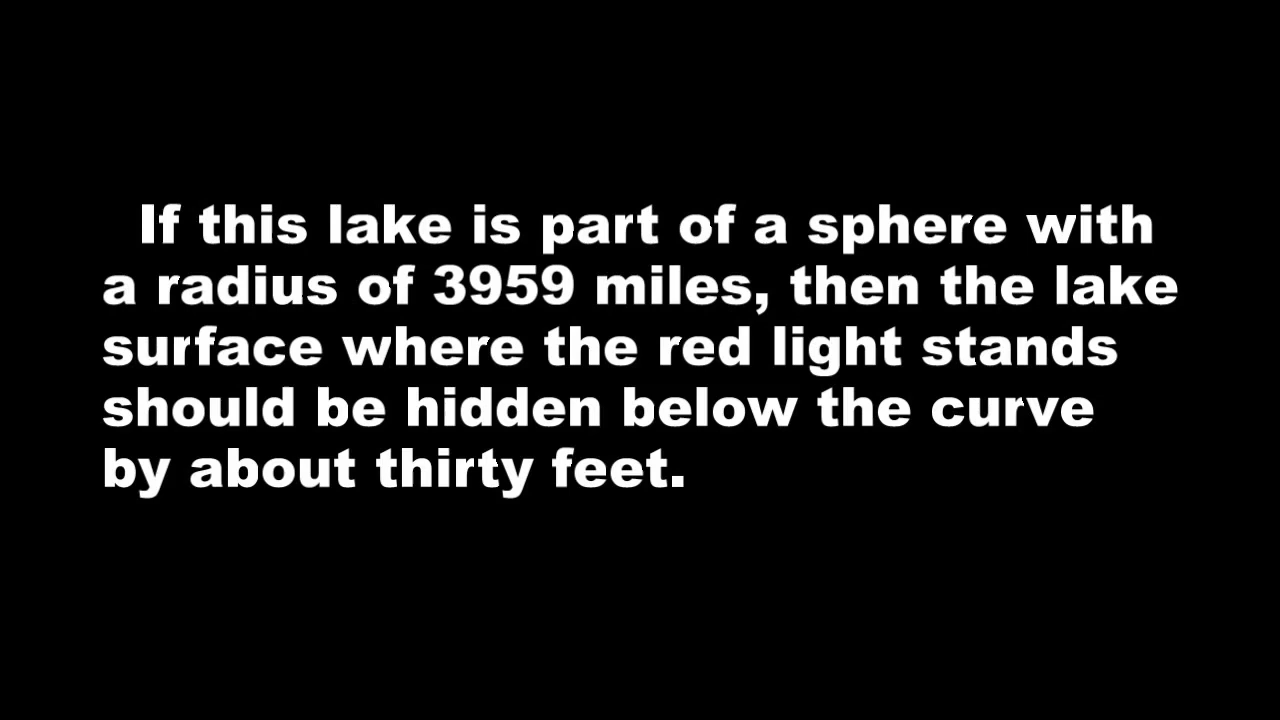 If this lake is part of a sphere with
a radius of 3959 miles, then the lake
surface where the red light stands
should be hidden below the curve
by about thirty feet.